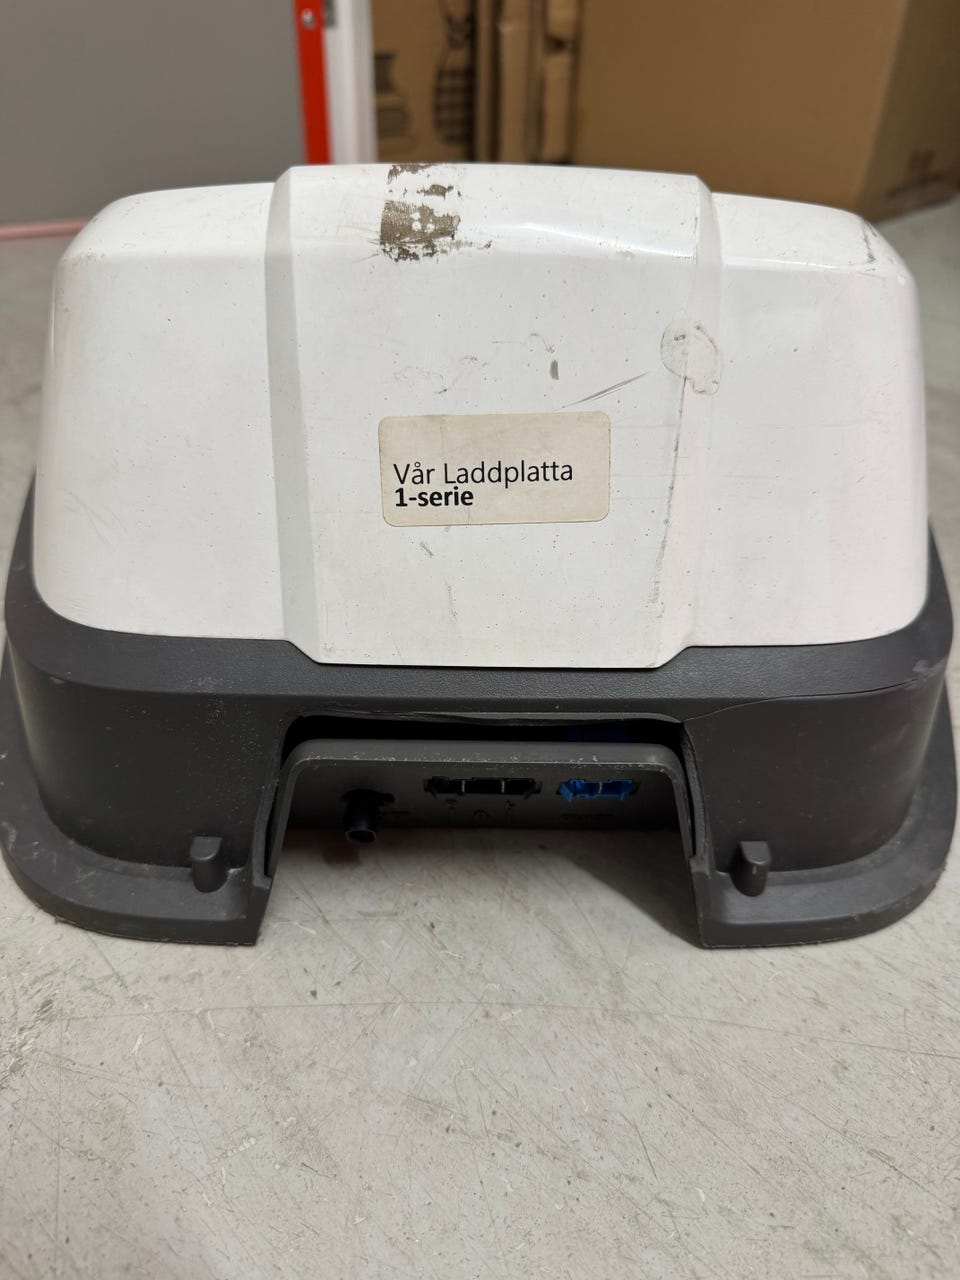 Vår Laddplatta
1-serie